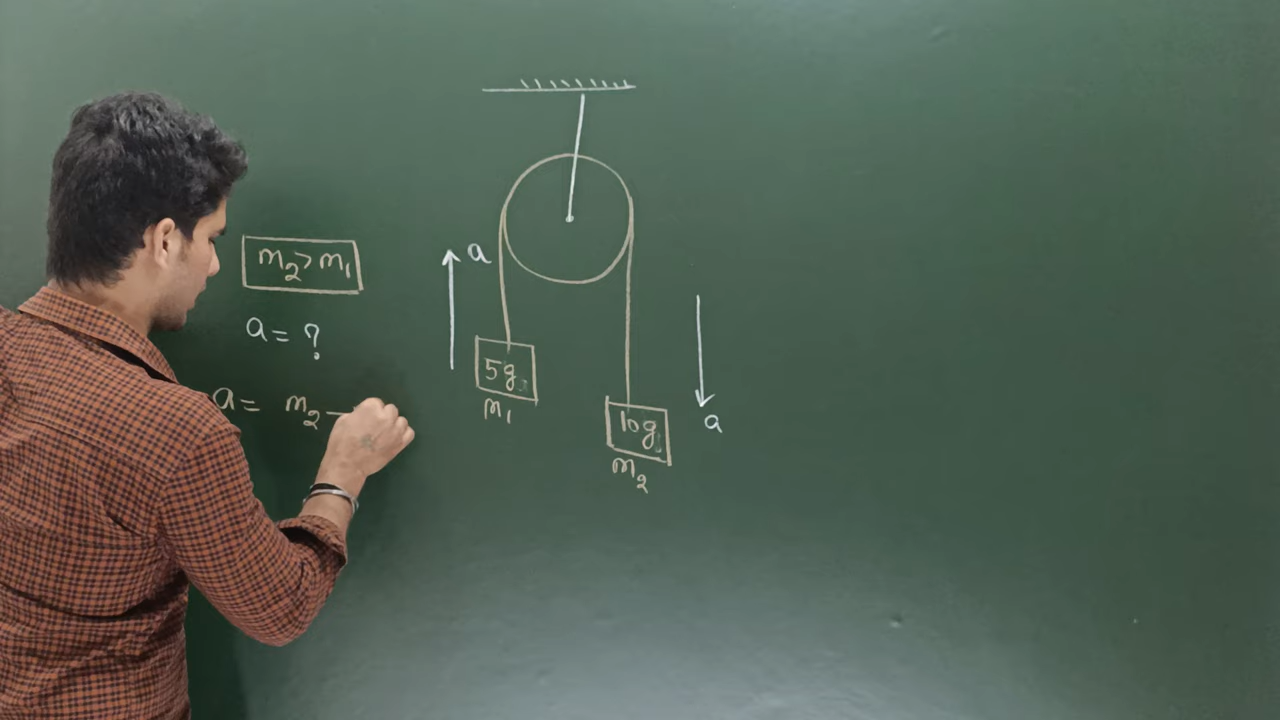 m₂>m₁
a = ?
a = m₂ —
a
5g
m₁
10g
m₂
a